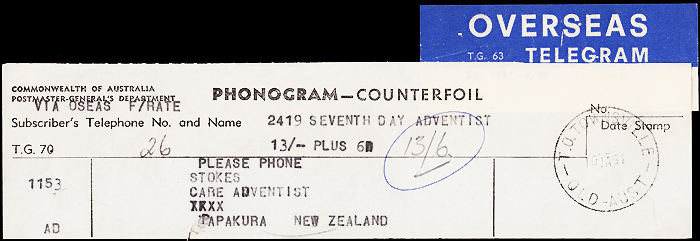 OVERSEAS
T.G. 63 TELEGRAM
COMMONWEALTH OF AUSTRALIA
POSTMASTER-GENERAL'S DEPARTMENT
PHONOGRAM—COUNTERFOIL
VIA OSEAS F/RATE
No.
Subscriber's Telephone No. and Name 2419 SEVENTH DAY ADVENTIST
Date Stamp
T.G. 70 26 13/- PLUS 6D 13/6
T.O. TOWNSVILLE
QLD-AUST
PLEASE PHONE
1153 STOKES
CARE ADVENTIST
XXXX
PAPAKURA NEW ZEALAND
AD